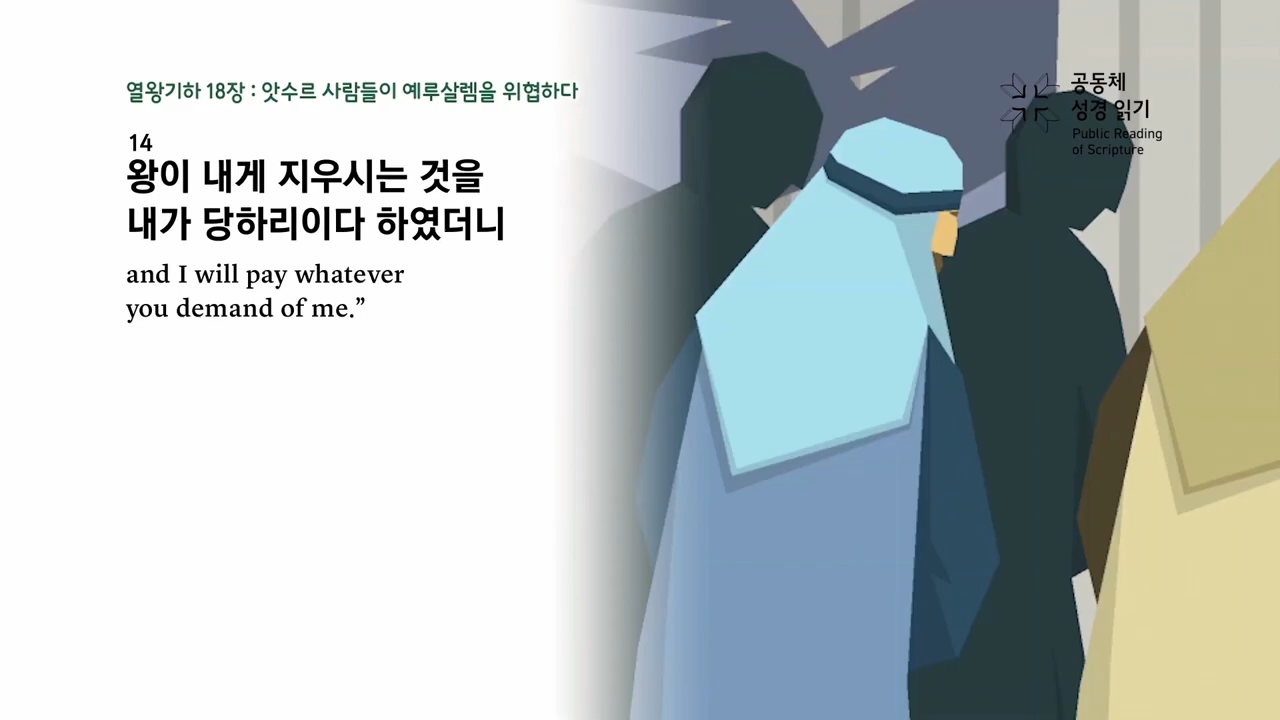 열왕기하 18장 : 앗수르 사람들이 예루살렘을 위협하다
14
왕이 내게 지우시는 것을
내가 당하리이다 하였더니
and I will pay whatever
you demand of me.”
공동체
성경 읽기
Public Reading
of Scripture